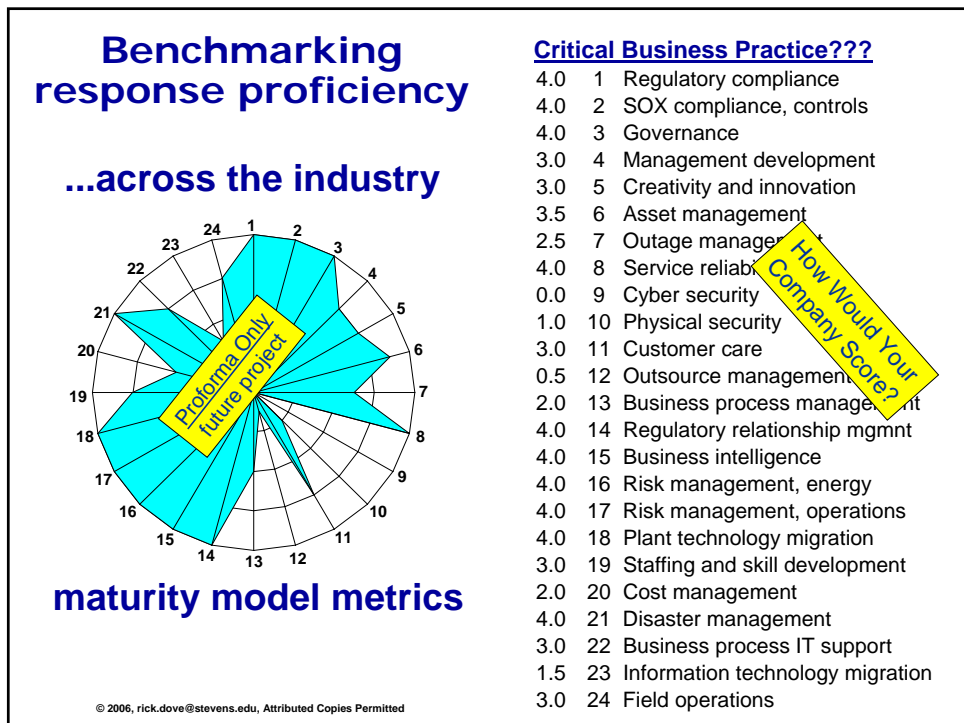 Benchmarking
response proficiency
...across the industry
1
2
3
4
5
6
7
8
9
10
11
12
13
14
15
16
17
18
19
20
21
22
23
24
Proforma Only
future project
maturity model metrics
© 2006, rick.dove@stevens.edu, Attributed Copies Permitted
Critical Business Practice???
4.0 1 Regulatory compliance
4.0 2 SOX compliance, controls
4.0 3 Governance
3.0 4 Management development
3.0 5 Creativity and innovation
3.5 6 Asset management
2.5 7 Outage management
4.0 8 Service
0.0 9 Cyber security
1.0 10 Physical security
3.0 11 Customer care
0.5 12 Outsource management
2.0 13 Business process management
4.0 14 Regulatory relationship mgmnt
4.0 15 Business intelligence
4.0 16 Risk management, energy
4.0 17 Risk management, operations
4.0 18 Plant technology migration
3.0 19 Staffing and skill development
2.0 20 Cost management
4.0 21 Disaster management
3.0 22 Business process IT support
1.5 23 Information technology migration
3.0 24 Field operations
How Would Your
Company Score?